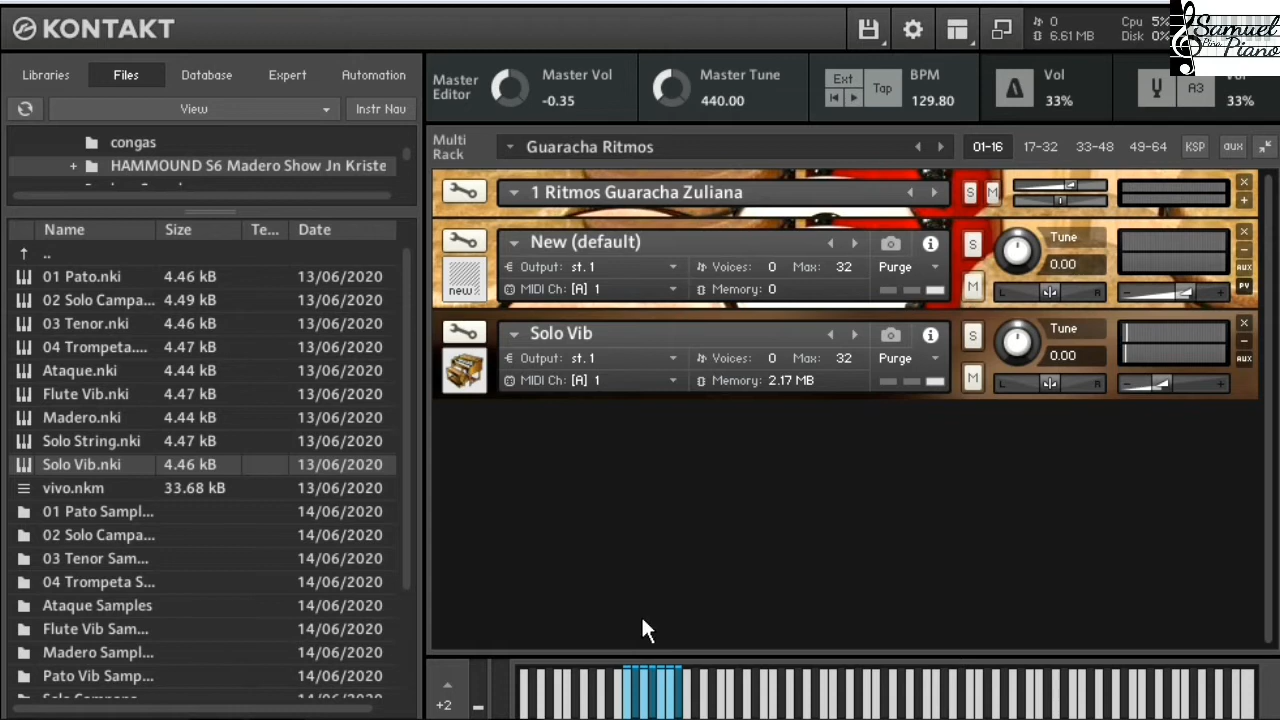 KONTAKT
0
6.61 MB
Cpu 5%
Disk 0%
Samuel
Piano
Libraries Files Database Expert Automation
View Instr Nav
Master Editor
Master Vol -0.35
Master Tune 440.00
Ext Tap
BPM 129.80
Vol 33%
A3
Vol 33%
congas
+ HAMMOUND S6 Madero Show Jn Kriste
Multi Rack
Guaracha Ritmos
01-16 17-32 33-48 49-64 KSP aux
Name Size Te... Date
..
01 Pato.nki 4.46 kB 13/06/2020
02 Solo Campa... 4.49 kB 13/06/2020
03 Tenor.nki 4.46 kB 13/06/2020
04 Trompeta.... 4.47 kB 13/06/2020
Ataque.nki 4.44 kB 13/06/2020
Flute Vib.nki 4.47 kB 13/06/2020
Madero.nki 4.44 kB 13/06/2020
Solo String.nki 4.47 kB 13/06/2020
Solo Vib.nki 4.46 kB 13/06/2020
vivo.nkm 33.68 kB 13/06/2020
01 Pato Sampl... 14/06/2020
02 Solo Campa... 14/06/2020
03 Tenor Sam... 14/06/2020
04 Trompeta S... 14/06/2020
Ataque Samples 14/06/2020
Flute Vib Sam... 14/06/2020
Madero Sampl... 14/06/2020
Pato Vib Samp... 14/06/2020
1 Ritmos Guaracha Zuliana
S M
New (default)
Output: st.1 Voices: 0 Max: 32 Purge
MIDI Ch: [A] 1 Memory: 0
new
S
M
Tune
0.00
L R
AUX
PV
Solo Vib
Output: st.1 Voices: 0 Max: 32 Purge
MIDI Ch: [A] 1 Memory: 2.17 MB
S
M
Tune
0.00
L R
AUX
+2